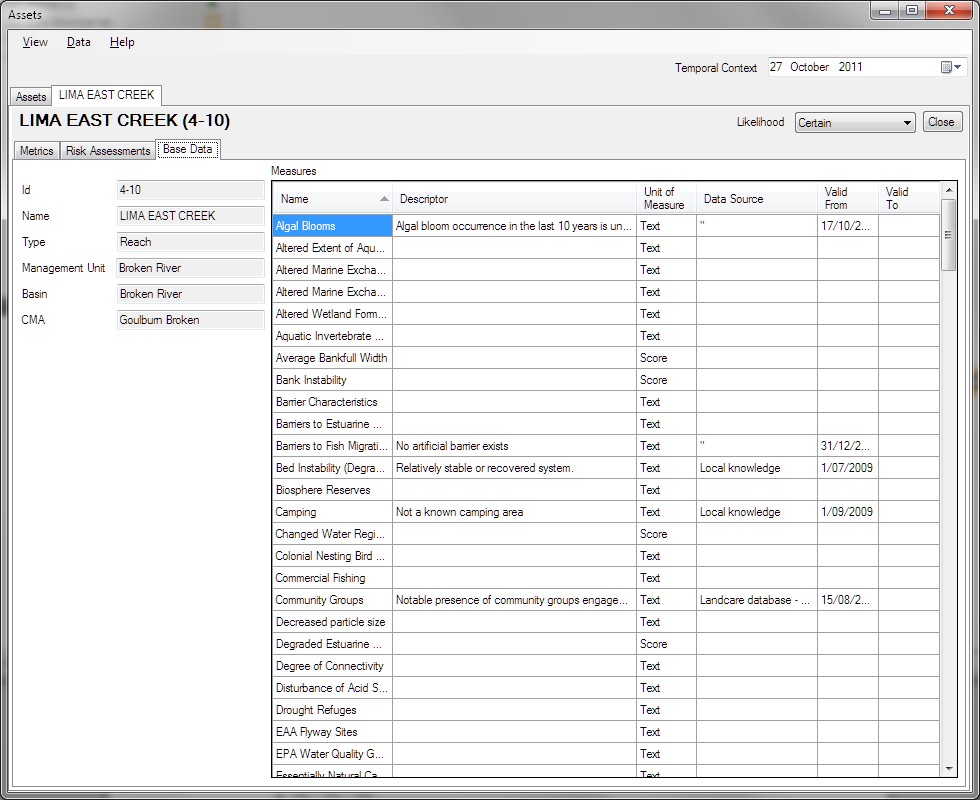 Assets
View Data Help
Temporal Context 27 October 2011
Assets LIMA EAST CREEK
LIMA EAST CREEK (4-10) Likelihood Certain Close
Metrics Risk Assessments Base Data
Id 4-10
Name LIMA EAST CREEK
Type Reach
Management Unit Broken River
Basin Broken River
CMA Goulburn Broken
Measures
Name Descriptor Unit of Measure Data Source Valid From Valid To
Algal Blooms Algal bloom occurrence in the last 10 years is un... Text " 17/10/2...
Altered Extent of Aqu... Text
Altered Marine Excha... Text
Altered Marine Excha... Text
Altered Wetland Form... Text
Aquatic Invertebrate ... Text
Average Bankfull Width Score
Bank Instability Score
Barrier Characteristics Text
Barriers to Estuarine ... Text
Barriers to Fish Migrati... No artificial barrier exists Text " 31/12/2...
Bed Instability (Degra... Relatively stable or recovered system. Text Local knowledge 1/07/2009
Biosphere Reserves Text
Camping Not a known camping area Text Local knowledge 1/09/2009
Changed Water Regi... Score
Colonial Nesting Bird ... Text
Commercial Fishing Text
Community Groups Notable presence of community groups engage... Text Landcare database - ... 15/08/2...
Decreased particle size Text
Degraded Estuarine ... Score
Degree of Connectivity Text
Disturbance of Acid S... Text
Drought Refuges Text
EAA Flyway Sites Text
EPA Water Quality G... Text
Essentially Natural Ca... Text